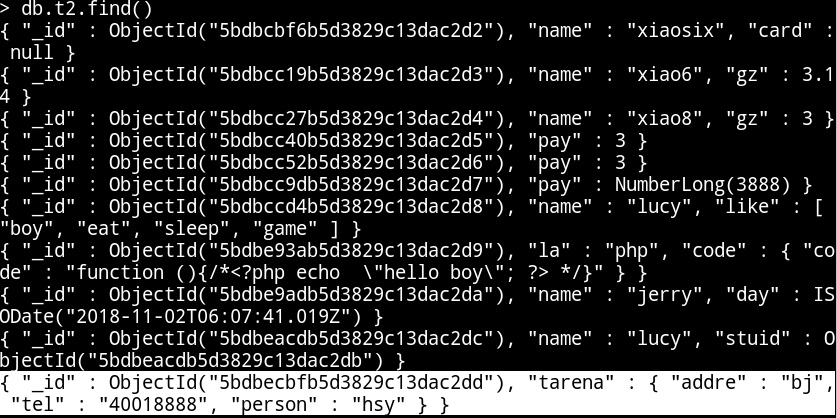 > db.t2.find()
{ "_id" : ObjectId("5bdbcbf6b5d3829c13dac2d2"), "name" : "xiaosix", "card" :
 null }
{ "_id" : ObjectId("5bdbcc19b5d3829c13dac2d3"), "name" : "xiao6", "gz" : 3.1
4 }
{ "_id" : ObjectId("5bdbcc27b5d3829c13dac2d4"), "name" : "xiao8", "gz" : 3 }
{ "_id" : ObjectId("5bdbcc40b5d3829c13dac2d5"), "pay" : 3 }
{ "_id" : ObjectId("5bdbcc52b5d3829c13dac2d6"), "pay" : 3 }
{ "_id" : ObjectId("5bdbcc9db5d3829c13dac2d7"), "pay" : NumberLong(3888) }
{ "_id" : ObjectId("5bdbccd4b5d3829c13dac2d8"), "name" : "lucy", "like" : [
"boy", "eat", "sleep", "game" ] }
{ "_id" : ObjectId("5bdbe93ab5d3829c13dac2d9"), "la" : "php", "code" : { "co
de" : "function (){/*<?php echo  \"hello boy\"; ?> */}" } }
{ "_id" : ObjectId("5bdbe9adb5d3829c13dac2da"), "name" : "jerry", "day" : IS
ODate("2018-11-02T06:07:41.019Z") }
{ "_id" : ObjectId("5bdbeacdb5d3829c13dac2dc"), "name" : "lucy", "stuid" : O
bjectId("5bdbeacdb5d3829c13dac2db") }
{ "_id" : ObjectId("5bdbecbfb5d3829c13dac2dd"), "tarena" : { "addre" : "bj",
 "tel" : "40018888", "person" : "hsy" } }